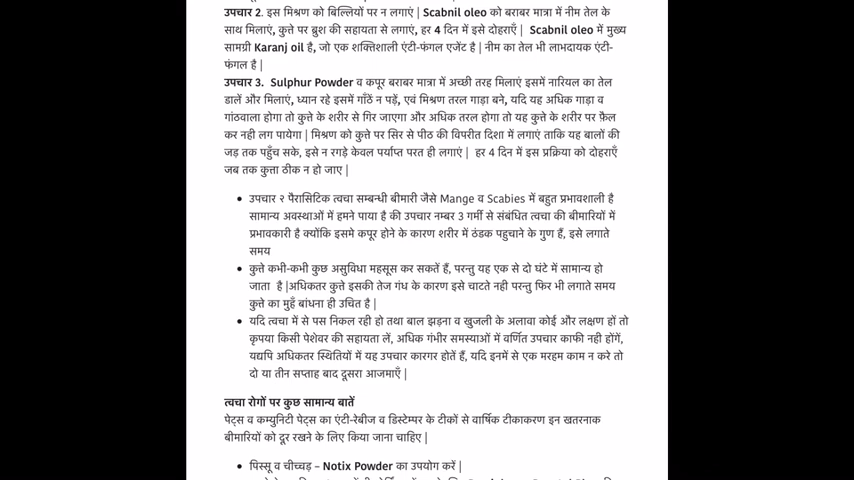 उपचार 2. इस मिश्रण को बिल्लियों पर न लगाएं | Scabnil oleo को बराबर मात्रा में नीम तेल के
साथ मिलाएं, कुत्ते पर ब्रुश की सहायता से लगाएं, हर 4 दिन में इसे दोहराएँ | Scabnil oleo में मुख्य
सामग्री Karanj oil है, जो एक शक्तिशाली एंटी-फंगल एजेंट है | नीम का तेल भी लाभदायक एंटी-
फंगल है |
उपचार 3. Sulphur Powder व कपूर बराबर मात्रा में अच्छी तरह मिलाएं इसमें नारियल का तेल
डालें और मिलाएं, ध्यान रहे इसमें गाँठें न पड़ें, एवं मिश्रण तरल गाड़ा बने, यदि यह अधिक गाड़ा व
गांठवाला होगा तो कुत्ते के शरीर से गिर जाएगा और अधिक तरल होगा तो यह कुत्ते के शरीर पर फ़ैल
कर नही लग पायेगा | मिश्रण को कुत्ते पर सिर से पीठ की विपरीत दिशा में लगाएं ताकि यह बालों की
जड़ तक पहुँच सके, इसे न रगड़े केवल पर्याप्त परत ही लगाएं | हर 4 दिन में इस प्रक्रिया को दोहराएँ
जब तक कुत्ता ठीक न हो जाए |
• उपचार २ पैरासिटिक त्वचा सम्बन्धी बीमारी जैसे Mange व Scabies में बहुत प्रभावशाली है
सामान्य अवस्थाओं में हमने पाया है की उपचार नम्बर 3 गर्मी से संबंधित त्वचा की बीमारियों में
प्रभावकारी है क्योंकि इसमे कपूर होने के कारण शरीर में ठंडक पहुचाने के गुण हैं, इसे लगाते
समय
• कुत्ते कभी-कभी कुछ असुविधा महसूस कर सकतें हैं, परन्तु यह एक से दो घंटे में सामान्य हो
जाता है |अधिकतर कुत्ते इसकी तेज गंध के कारण इसे चाटते नही परन्तु फिर भी लगाते समय
कुत्ते का मुहँ बांधना ही उचित है |
• यदि त्वचा में से पस निकल रही हो तथा बाल झड़ना व खुजली के अलावा कोई और लक्षण हों तो
कृपया किसी पेशेवर की सहायता लें, अधिक गंभीर समस्याओं में वर्णित उपचार काफी नही होंगें,
यद्यपि अधिकतर स्थितियों में यह उपचार कारगर होतें हैं, यदि इनमें से एक मरहम काम न करे तो
दो या तीन सप्ताह बाद दूसरा आजमाएँ |
त्वचा रोगों पर कुछ सामान्य बातें
पेट्स व कम्युनिटी पेट्स का एंटी-रेबीज व डिस्टेम्पर के टीकों से वार्षिक टीकाकरण इन खतरनाक
बीमारियों को दूर रखने के लिए किया जाना चाहिए |
• पिस्सू व चीच्चड़ – Notix Powder का उपयोग करें |